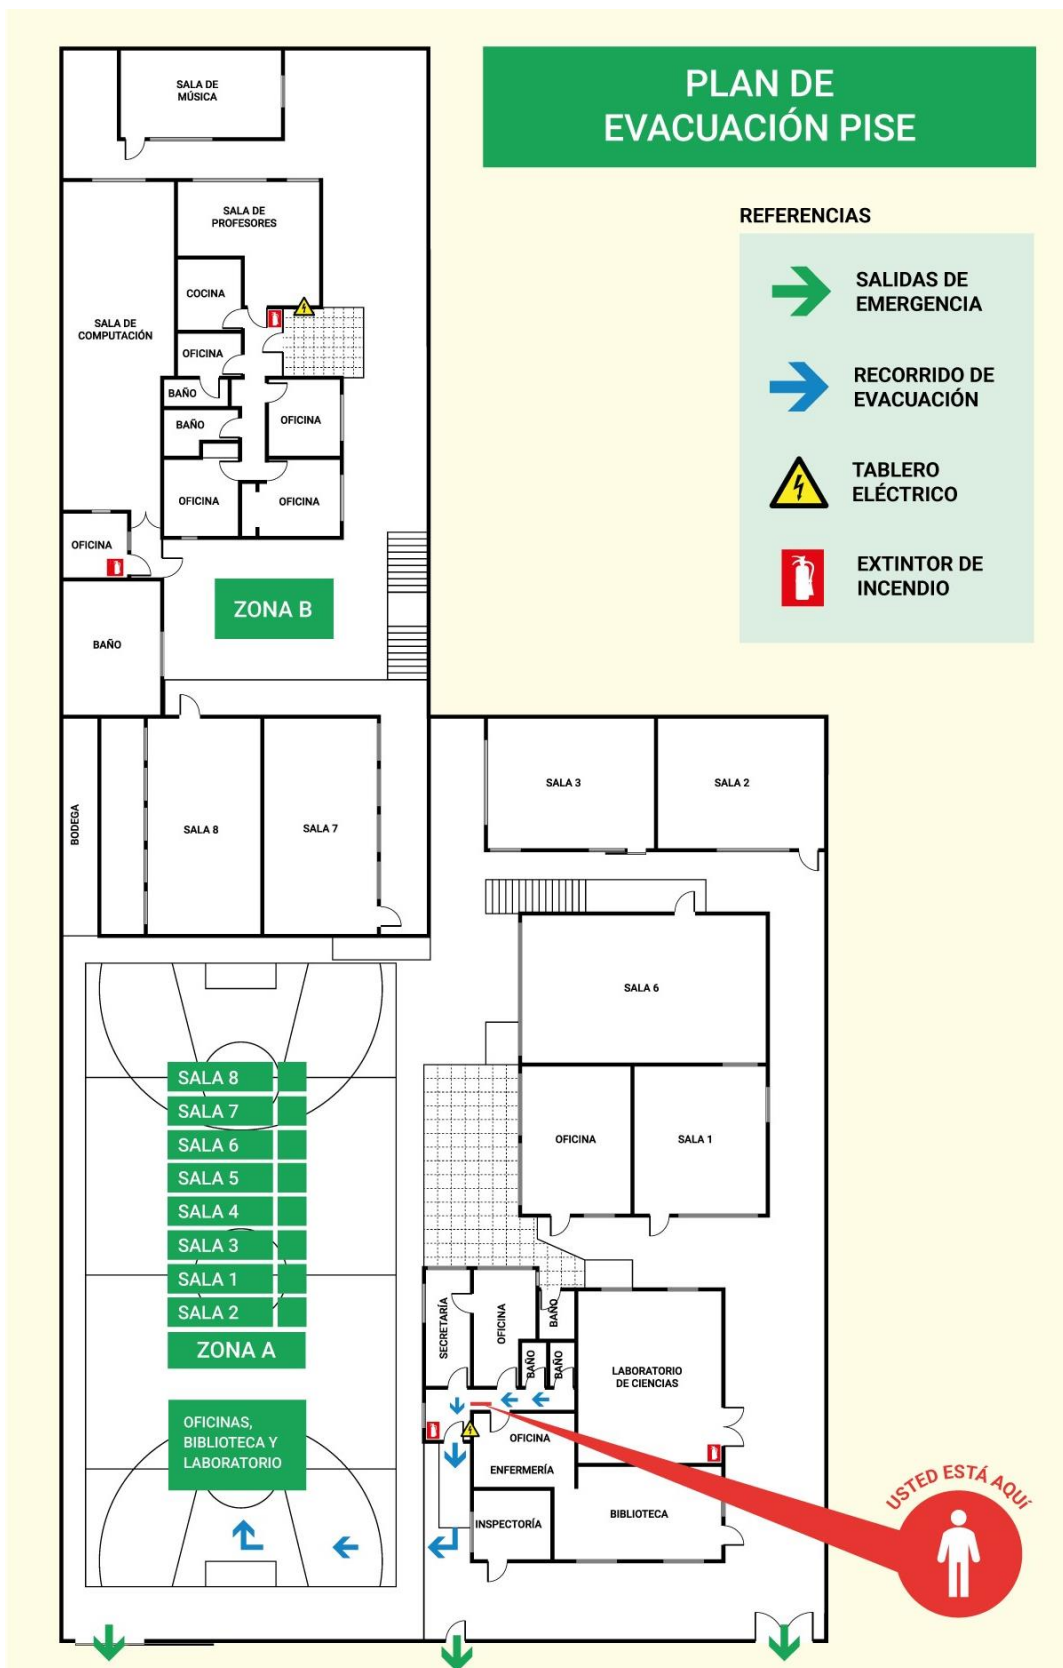 PLAN DE
EVACUACIÓN PISE
REFERENCIAS
SALIDAS DE
EMERGENCIA
RECORRIDO DE
EVACUACIÓN
TABLERO
ELÉCTRICO
EXTINTOR DE
INCENDIO
SALA DE
MÚSICA
SALA DE
PROFESORES
COCINA
SALA DE
COMPUTACIÓN
OFICINA
BAÑO
BAÑO
OFICINA
OFICINA
OFICINA
OFICINA
ZONA B
BAÑO
BODEGA
SALA 8
SALA 7
SALA 3
SALA 2
SALA 6
OFICINA
SALA 1
SALA 8
SALA 7
SALA 6
SALA 5
SALA 4
SALA 3
SALA 1
SALA 2
ZONA A
OFICINAS,
BIBLIOTECA Y
LABORATORIO
SECRETARÍA
OFICINA
BAÑO
BAÑO
BAÑO
LABORATORIO
DE CIENCIAS
OFICINA
ENFERMERÍA
INSPECTORÍA
BIBLIOTECA
USTED ESTÁ AQUÍ